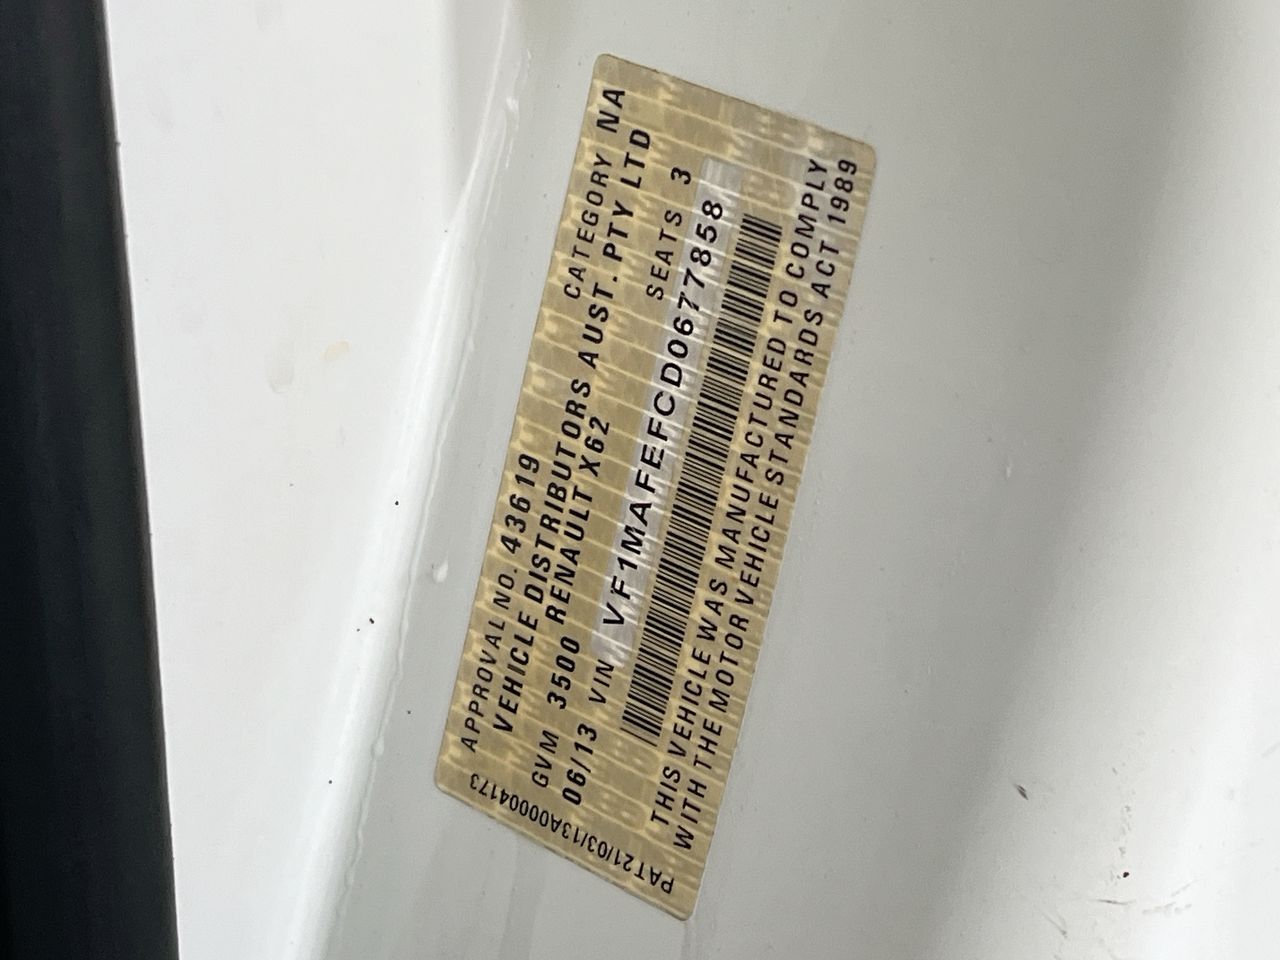 APPROVAL NO. 43619 CATEGORY NA
VEHICLE DISTRIBUTORS AUST. PTY LTD
GVM 3500 RENAULT X62 SEATS 3
06/13 VIN VF1MAFEFCD0677858
THIS VEHICLE WAS MANUFACTURED TO COMPLY
WITH THE MOTOR VEHICLE STANDARDS ACT 1989
PAT21/03/13A00004173